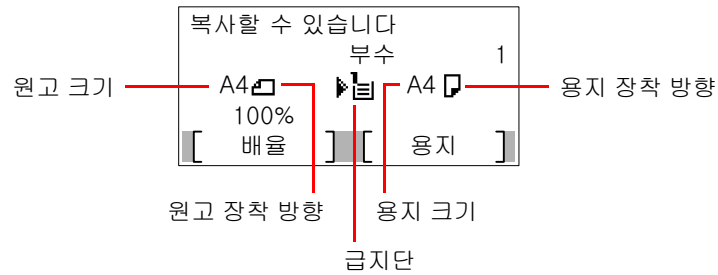 복사할 수 있습니다
부수 1
원고 크기 A4 A4 용지 장착 방향
100%
[ 배율 ] [ 용지 ]
원고 장착 방향 용지 크기
급지단